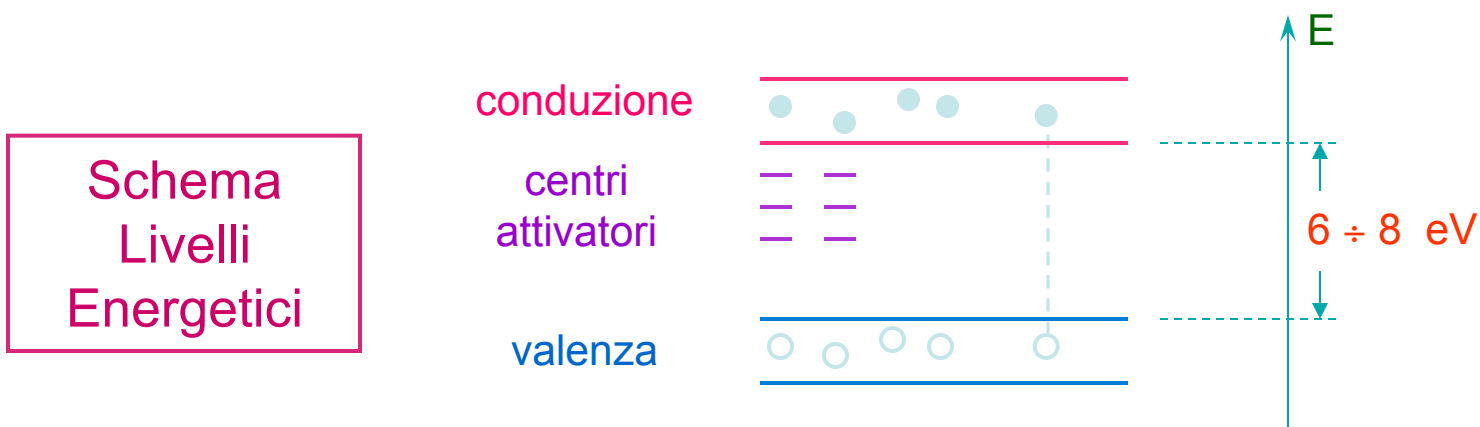 Schema
Livelli
Energetici
conduzione
centri
attivatori
valenza
E
6 ÷ 8 eV